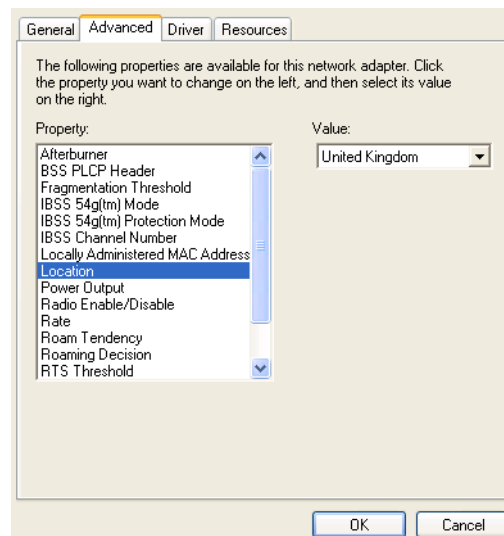 General Advanced Driver Resources
The following properties are available for this network adapter. Click
the property you want to change on the left, and then select its value
on the right.
Property:
Value:
Afterburner
BSS PLCP Header
Fragmentation Threshold
IBSS 54g(tm) Mode
IBSS 54g(tm) Protection Mode
IBSS Channel Number
Locally Administered MAC Address
Location
Power Output
Radio Enable/Disable
Rate
Roam Tendency
Roaming Decision
RTS Threshold
United Kingdom
OK Cancel